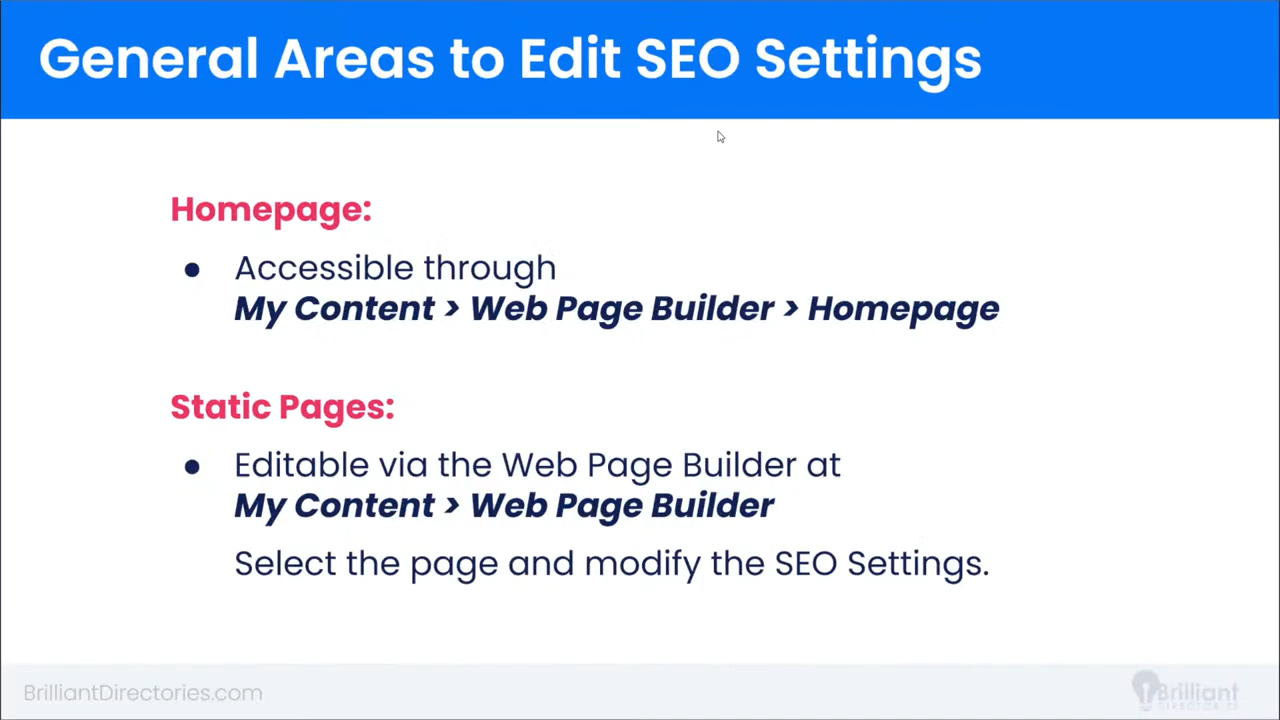 General Areas to Edit SEO Settings
Homepage:
● Accessible through
My Content > Web Page Builder > Homepage
Static Pages:
● Editable via the Web Page Builder at
My Content > Web Page Builder
Select the page and modify the SEO Settings.
BrilliantDirectories.com
Brilliant
DIRECTORIES